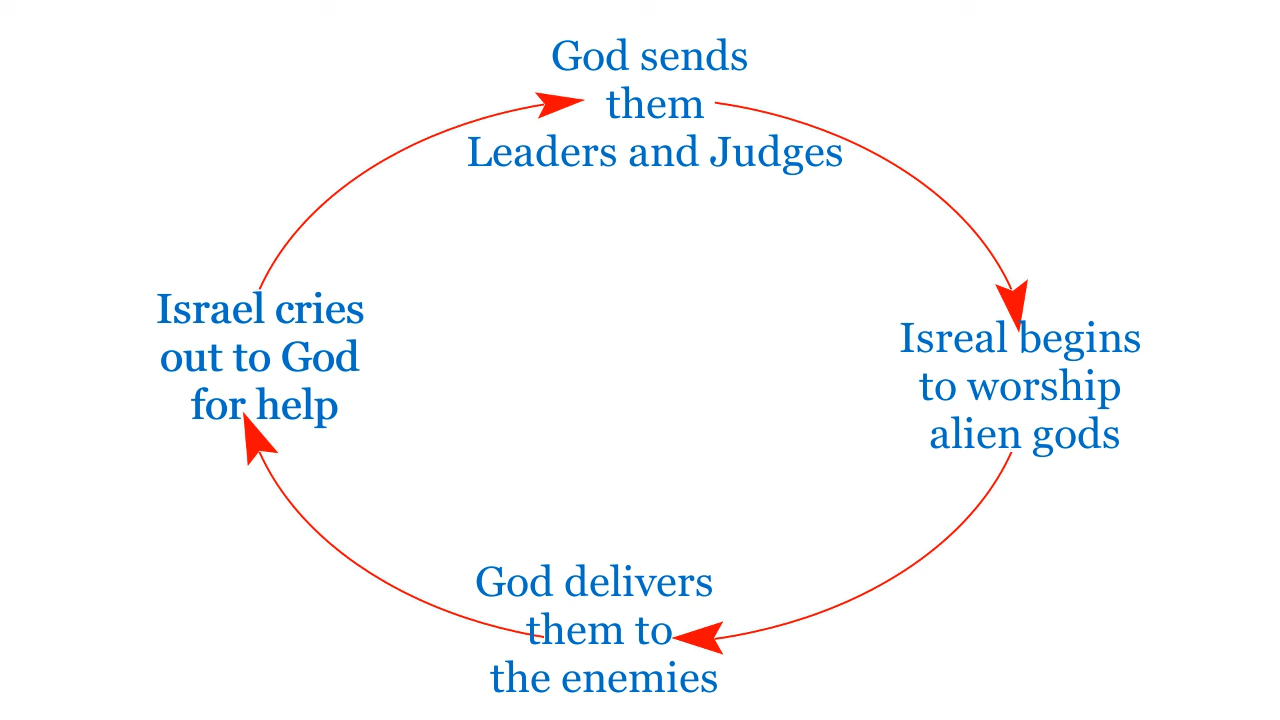 God sends
them
Leaders and Judges
Isreal begins
to worship
alien gods
God delivers
them to
the enemies
Israel cries
out to God
for help